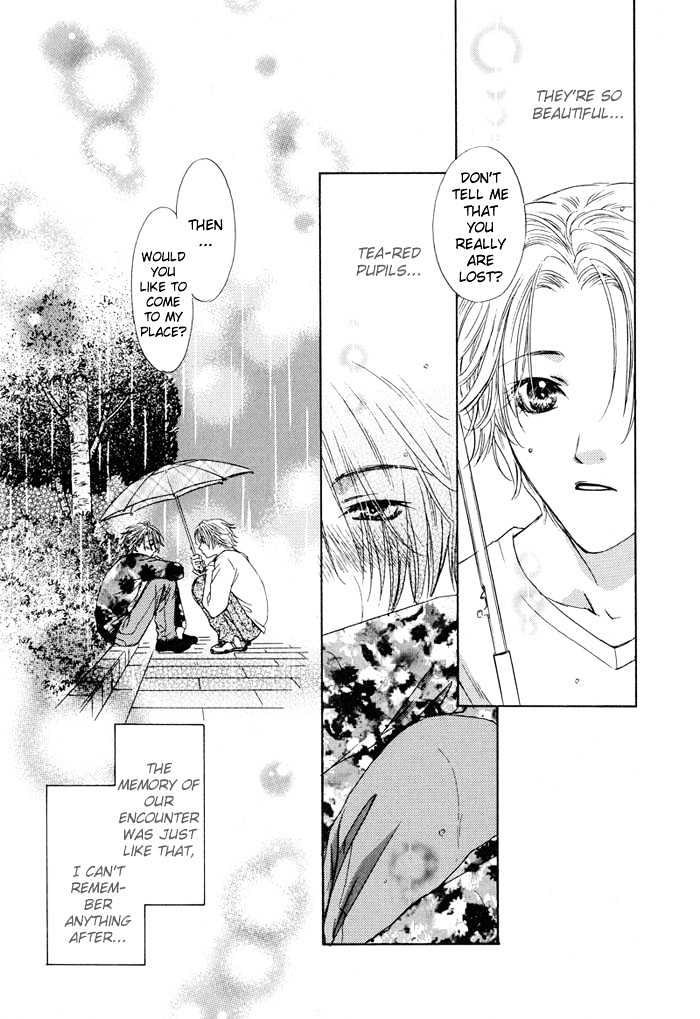 THEY'RE SO
BEAUTIFUL...
DON'T
TELL ME
THAT
YOU
REALLY
ARE
LOST?
TEA-RED
PUPILS...
THEN
...
WOULD
YOU
LIKE TO
COME
TO MY
PLACE?
THE
MEMORY OF
OUR
ENCOUNTER
WAS JUST
LIKE THAT,
I CAN'T
REMEM-
BER
ANYTHING
AFTER...